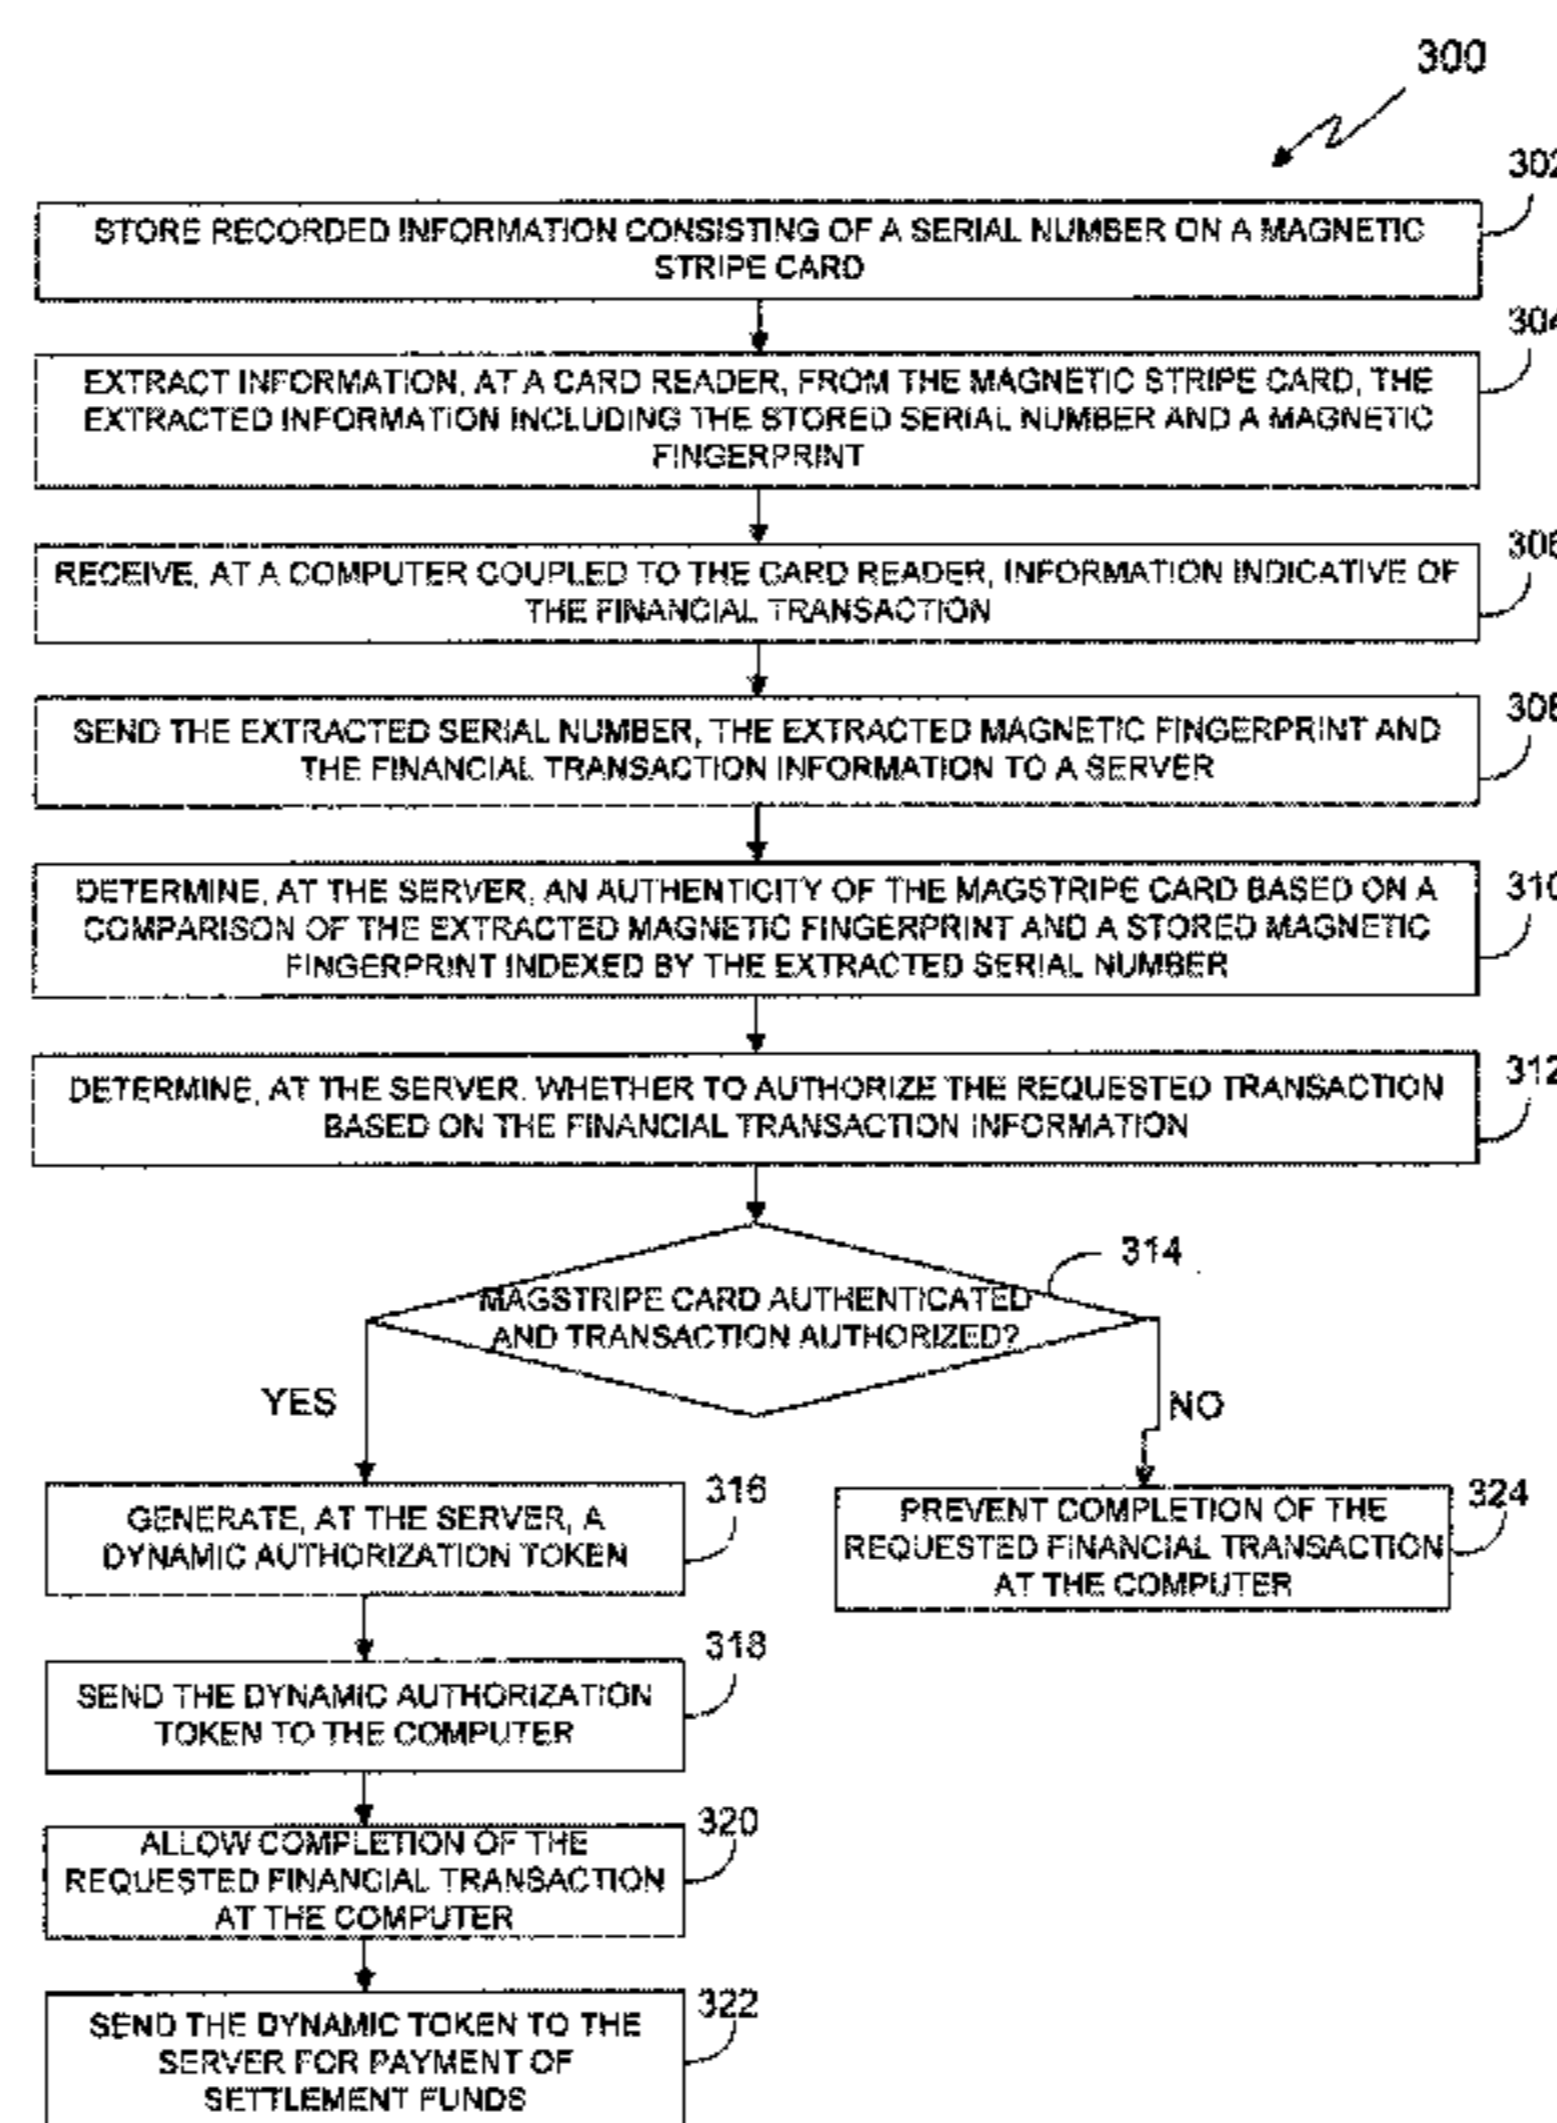 300
302
STORE RECORDED INFORMATION CONSISTING OF A SERIAL NUMBER ON A MAGNETIC
STRIPE CARD
304
EXTRACT INFORMATION, AT A CARD READER, FROM THE MAGNETIC STRIPE CARD, THE
EXTRACTED INFORMATION INCLUDING THE STORED SERIAL NUMBER AND A MAGNETIC
FINGERPRINT
306
RECEIVE, AT A COMPUTER COUPLED TO THE CARD READER, INFORMATION INDICATIVE OF
THE FINANCIAL TRANSACTION
308
SEND THE EXTRACTED SERIAL NUMBER, THE EXTRACTED MAGNETIC FINGERPRINT AND
THE FINANCIAL TRANSACTION INFORMATION TO A SERVER
310
DETERMINE, AT THE SERVER, AN AUTHENTICITY OF THE MAGSTRIPE CARD BASED ON A
COMPARISON OF THE EXTRACTED MAGNETIC FINGERPRINT AND A STORED MAGNETIC
FINGERPRINT INDEXED BY THE EXTRACTED SERIAL NUMBER
312
DETERMINE, AT THE SERVER, WHETHER TO AUTHORIZE THE REQUESTED TRANSACTION
BASED ON THE FINANCIAL TRANSACTION INFORMATION
314
MAGSTRIPE CARD AUTHENTICATED
AND TRANSACTION AUTHORIZED?
YES
NO
316
GENERATE, AT THE SERVER, A
DYNAMIC AUTHORIZATION TOKEN
324
PREVENT COMPLETION OF THE
REQUESTED FINANCIAL TRANSACTION
AT THE COMPUTER
318
SEND THE DYNAMIC AUTHORIZATION
TOKEN TO THE COMPUTER
320
ALLOW COMPLETION OF THE
REQUESTED FINANCIAL TRANSACTION
AT THE COMPUTER
322
SEND THE DYNAMIC TOKEN TO THE
SERVER FOR PAYMENT OF
SETTLEMENT FUNDS